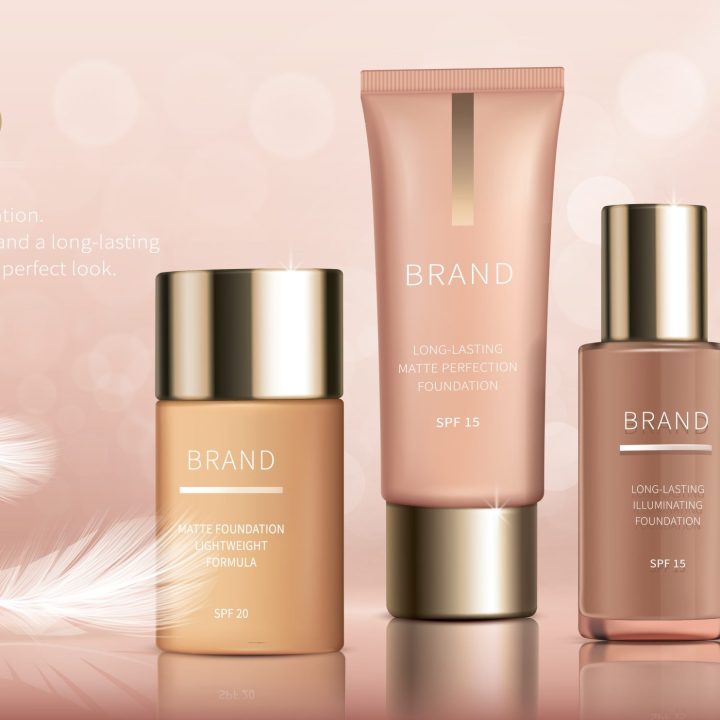 and a long-lasting
perfect look.
BRAND
MATTE FOUNDATION
LIGHTWEIGHT
FORMULA
SPF 20
BRAND
LONG-LASTING
MATTE PERFECTION
FOUNDATION
SPF 15
BRAND
LONG-LASTING
ILLUMINATING
FOUNDATION
SPF 15